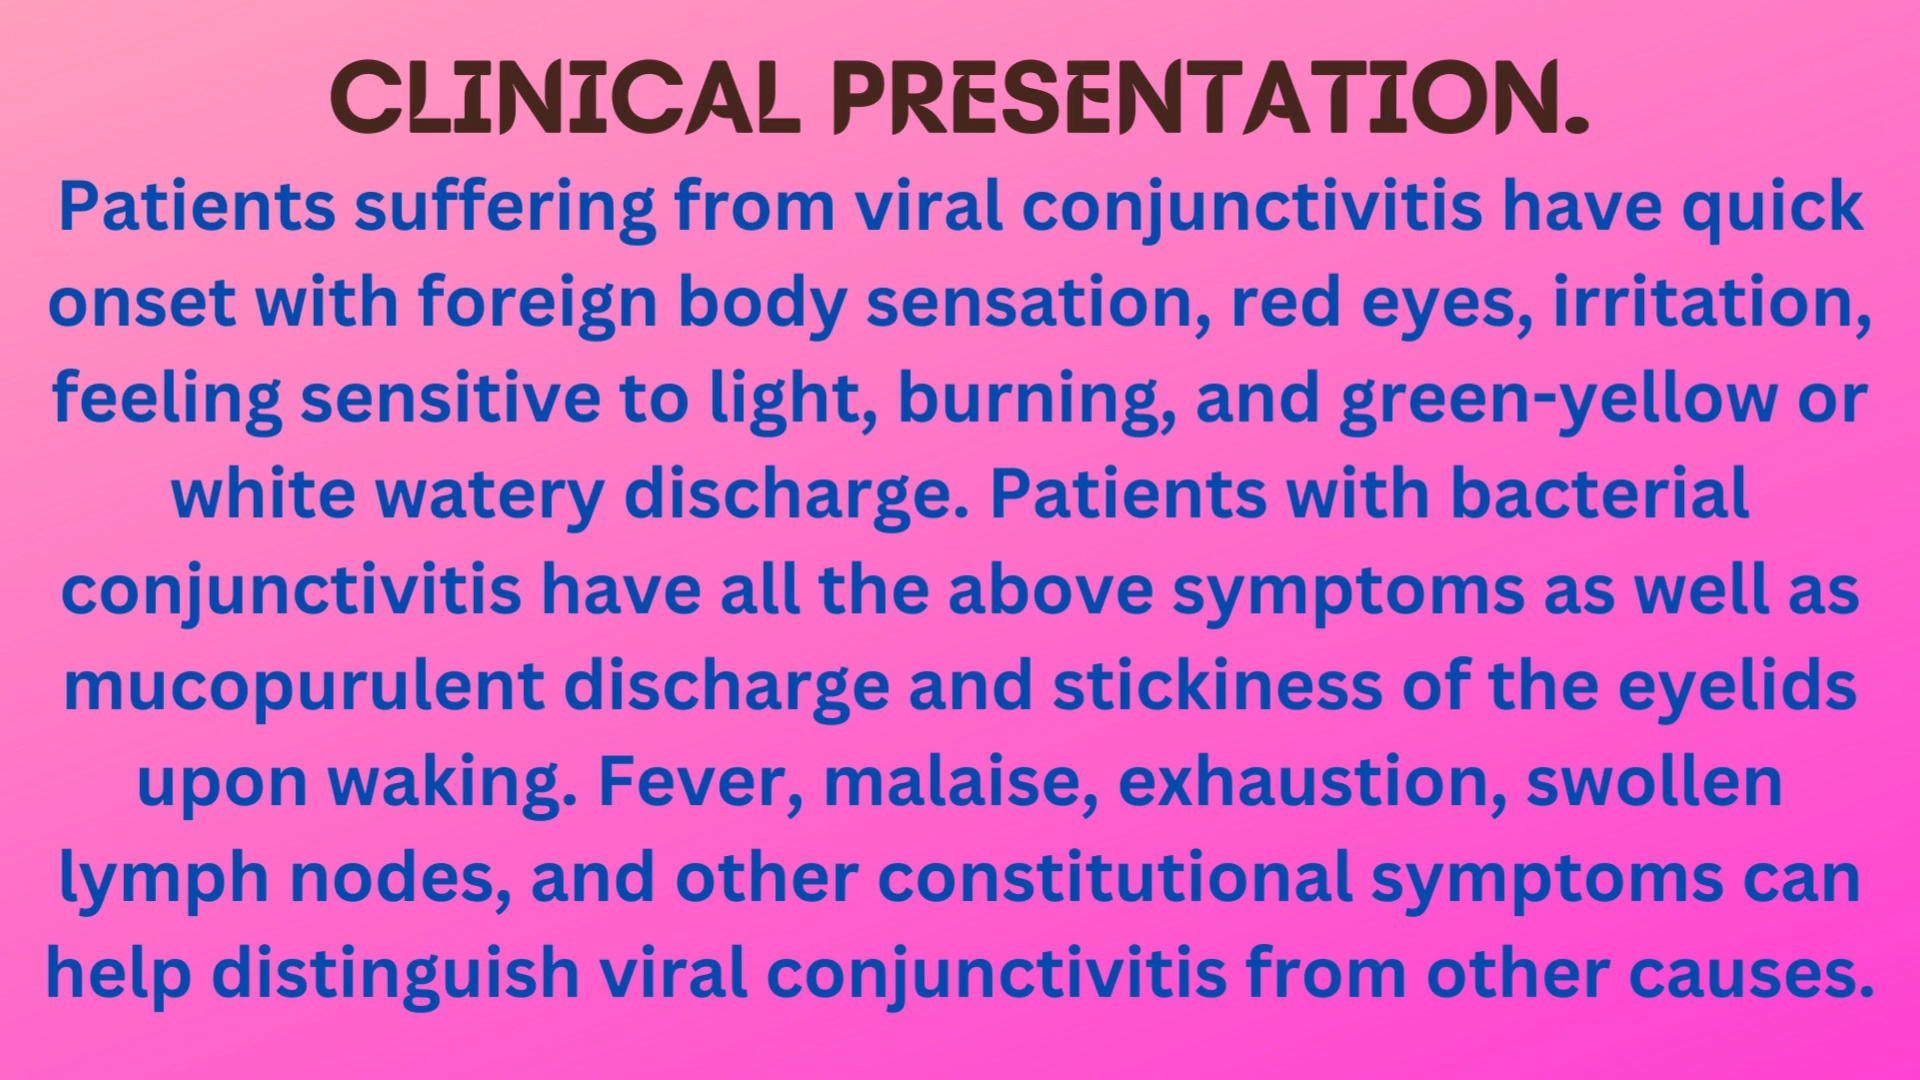 CLINICAL PRESENTATION.
Patients suffering from viral conjunctivitis have quick
onset with foreign body sensation, red eyes, irritation,
feeling sensitive to light, burning, and green-yellow or
white watery discharge. Patients with bacterial
conjunctivitis have all the above symptoms as well as
mucopurulent discharge and stickiness of the eyelids
upon waking. Fever, malaise, exhaustion, swollen
lymph nodes, and other constitutional symptoms can
help distinguish viral conjunctivitis from other causes.